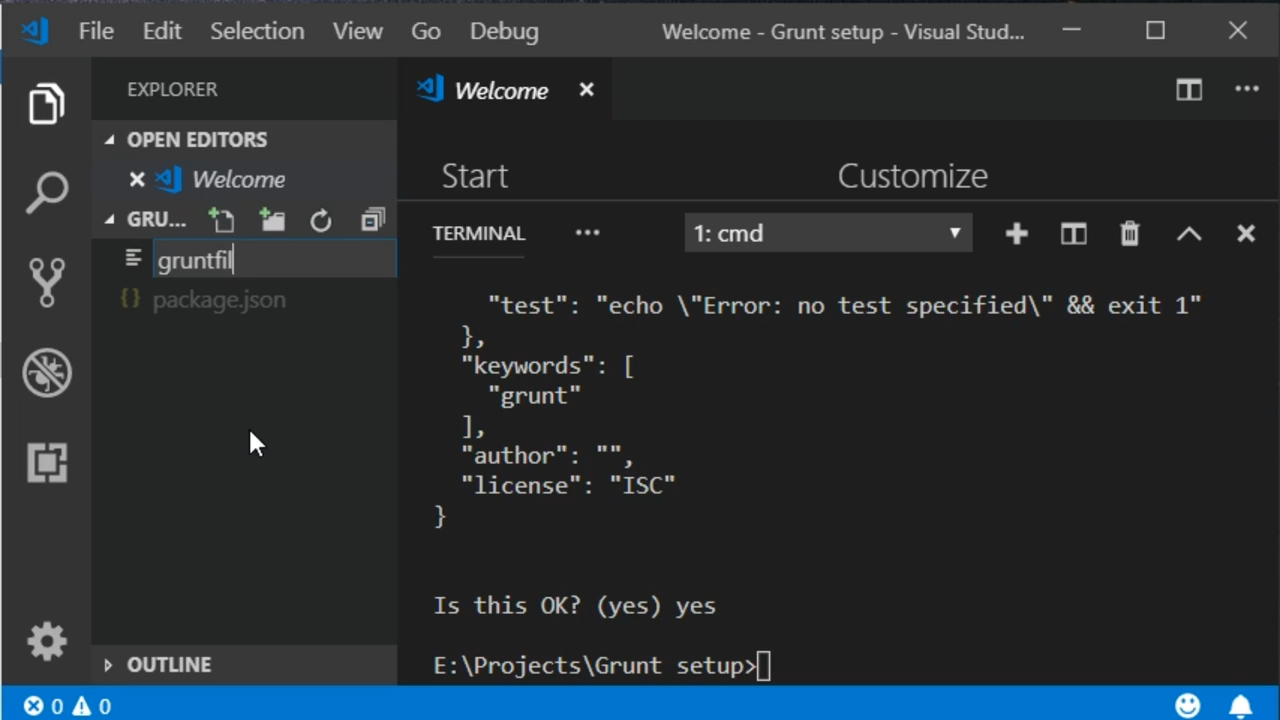 File Edit Selection View Go Debug Welcome - Grunt setup - Visual Stud...
EXPLORER
OPEN EDITORS
Welcome
GRU...
gruntfil
package.json
OUTLINE
Welcome
Start Customize
TERMINAL ... 1: cmd
"test": "echo \"Error: no test specified\" && exit 1"
},
"keywords": [
"grunt"
],
"author": "",
"license": "ISC"
}
Is this OK? (yes) yes
E:\Projects\Grunt setup>
0 0